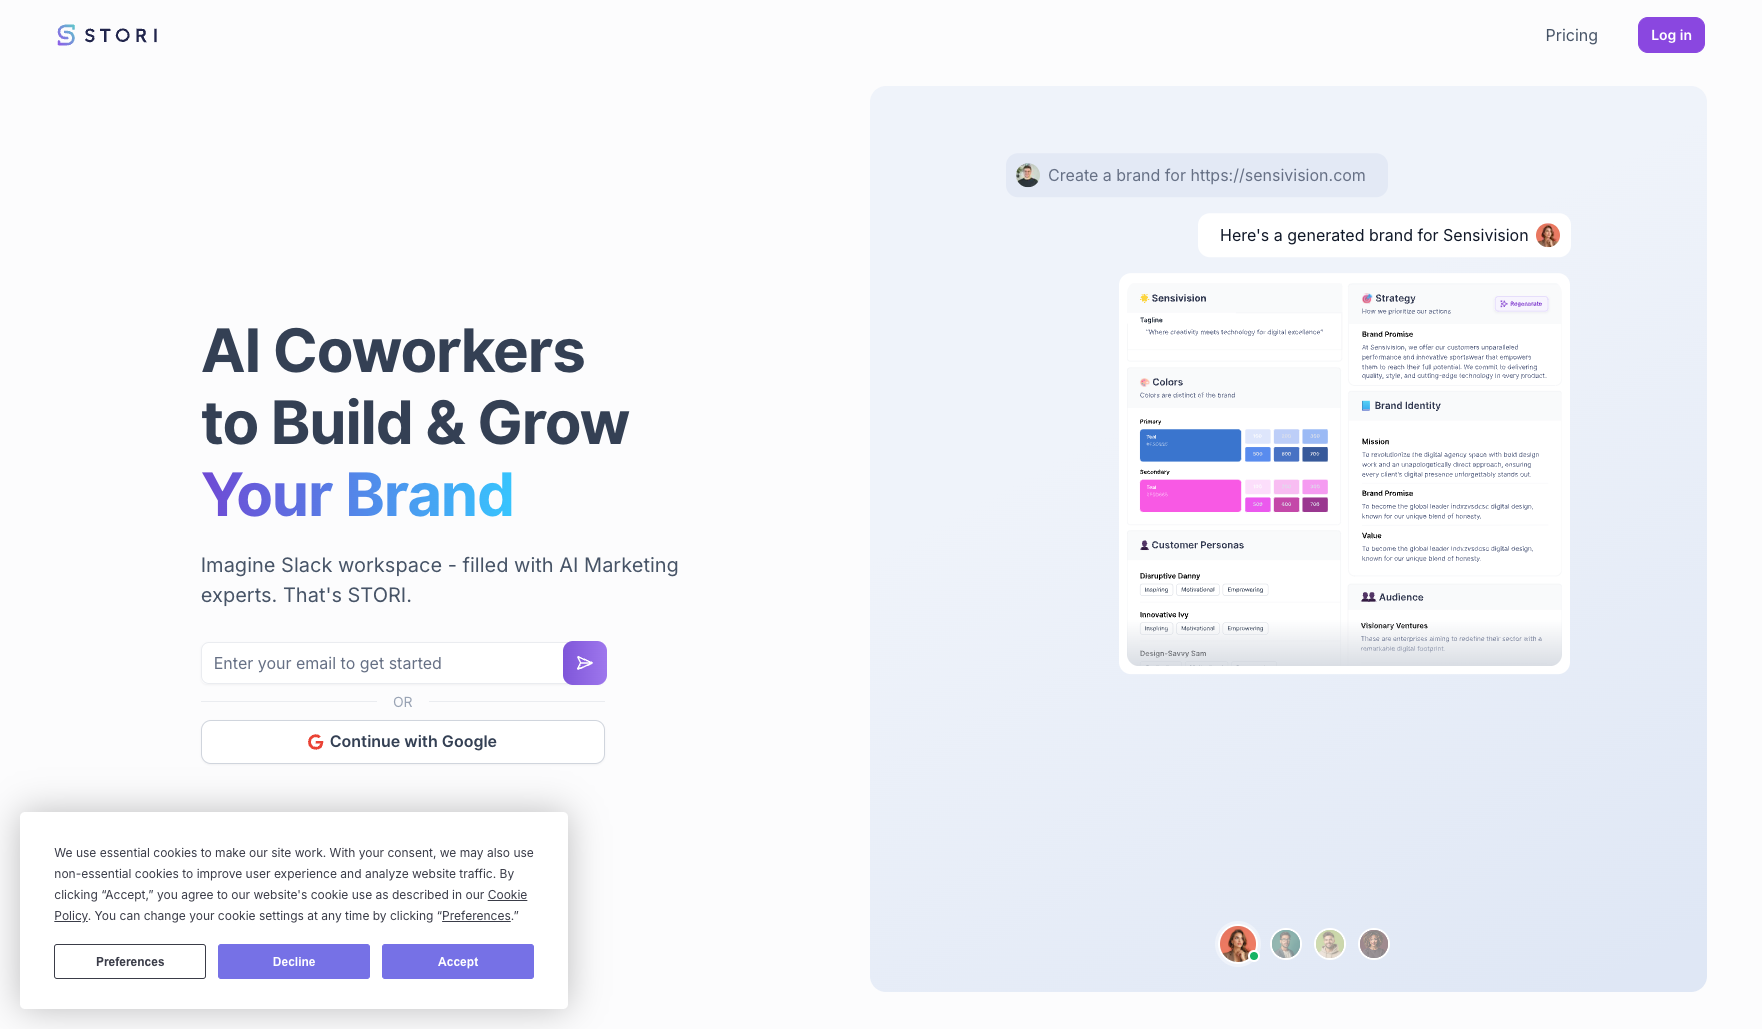 STORI
Pricing
Log in
AI Coworkers
to Build & Grow
Your Brand
Imagine Slack workspace - filled with AI Marketing
experts. That's STORI.
Enter your email to get started
OR
Continue with Google
We use essential cookies to make our site work. With your consent, we may also use
non-essential cookies to improve user experience and analyze website traffic. By
clicking “Accept,” you agree to our website's cookie use as described in our Cookie
Policy. You can change your cookie settings at any time by clicking “Preferences.”
Preferences
Decline
Accept
Create a brand for https://sensivision.com
Here's a generated brand for Sensivision
Sensivision
Tagline
"Where creativity meets technology for digital excellence"
Colors
Colors are distinct of the brand
Primary
Teal
500
600
700
Secondary
Teal
500
600
700
Customer Personas
Disruptive Danny
Inspiring
Motivational
Empowering
Innovative Ivy
Inspiring
Motivational
Empowering
Design-Savvy Sam
Strategy
How we prioritize our actions
Regenerate
Brand Promise
At Sensivision, we offer our customers unparalleled
performance and innovative sportswear that empowers
them to reach their full potential. We commit to delivering
quality, style, and cutting-edge technology in every product.
Brand Identity
Mission
To revolutionize the digital agency space with bold design
work and an unapologetically direct approach, ensuring
every client's digital presence unforgettably stands out.
Brand Promise
To become the global leader in digital design,
known for our unique blend of honesty.
Value
To become the global leader in digital design,
known for our unique blend of honesty.
Audience
Visionary Ventures
These are enterprises aiming to redefine their sector with a
remarkable digital footprint.